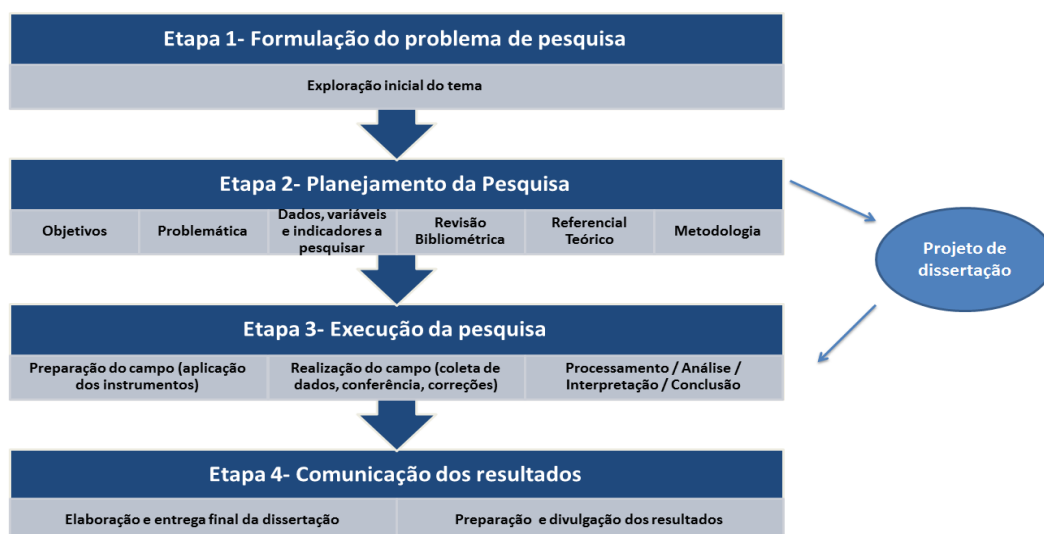 Etapa 1- Formulação do problema de pesquisa
Exploração inicial do tema
Etapa 2- Planejamento da Pesquisa
Objetivos
Problemática
Dados, variáveis
e indicadores a
pesquisar
Revisão
Bibliométrica
Referencial
Teórico
Metodologia
Projeto de
dissertação
Etapa 3- Execução da pesquisa
Preparação do campo (aplicação
dos instrumentos)
Realização do campo (coleta de
dados, conferência, correções)
Processamento / Análise /
Interpretação / Conclusão
Etapa 4- Comunicação dos resultados
Elaboração e entrega final da dissertação
Preparação e divulgação dos resultados